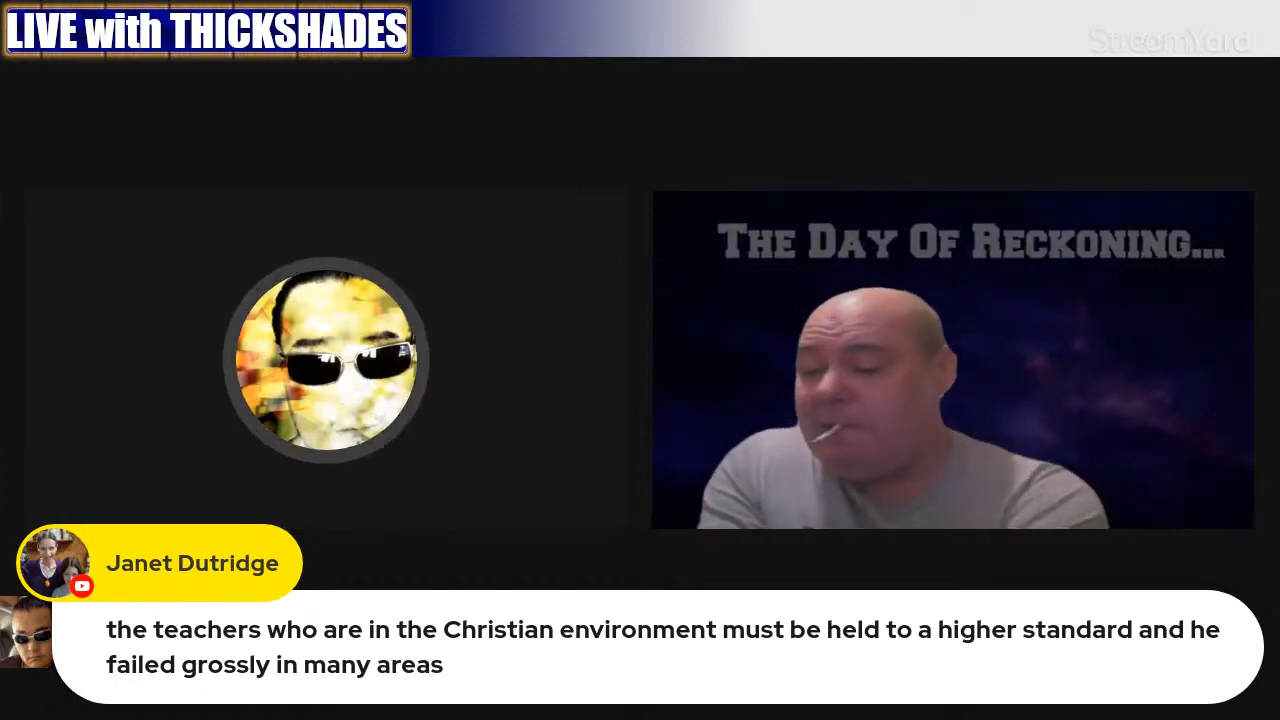 LIVE with THICKSHADES
StreamYard
THE DAY OF RECKONING...
Janet Dutridge
the teachers who are in the Christian environment must be held to a higher standard and he
failed grossly in many areas